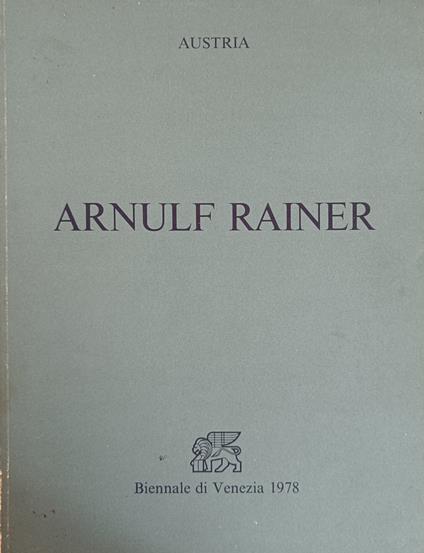 AUSTRIA
ARNULF RAINER
Biennale di Venezia 1978